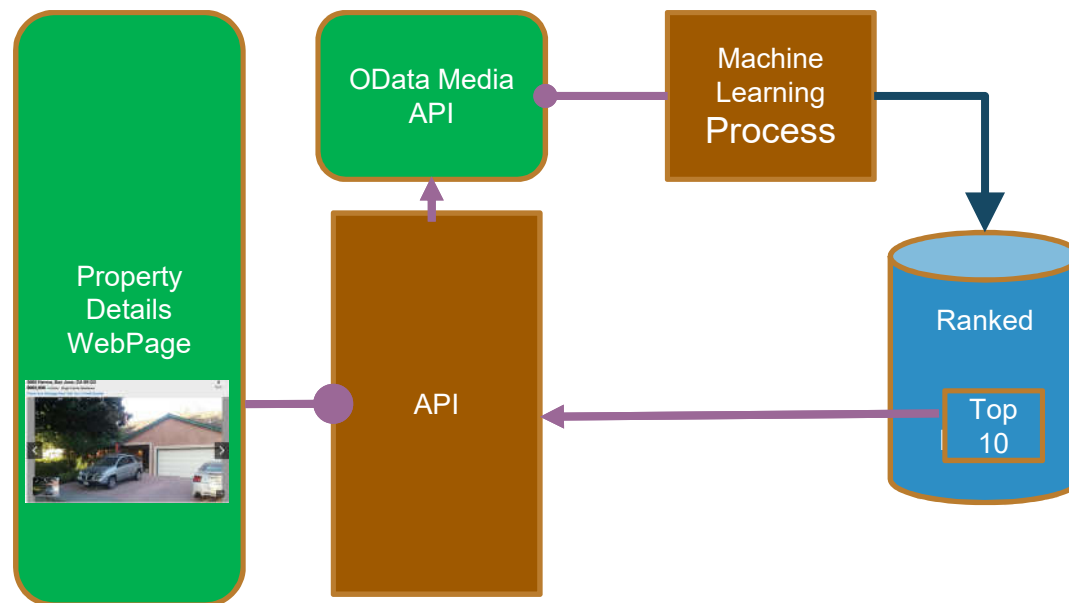 Property
Details
WebPage
OData Media
API
Machine
Learning
Process
API
Ranked
Top
10